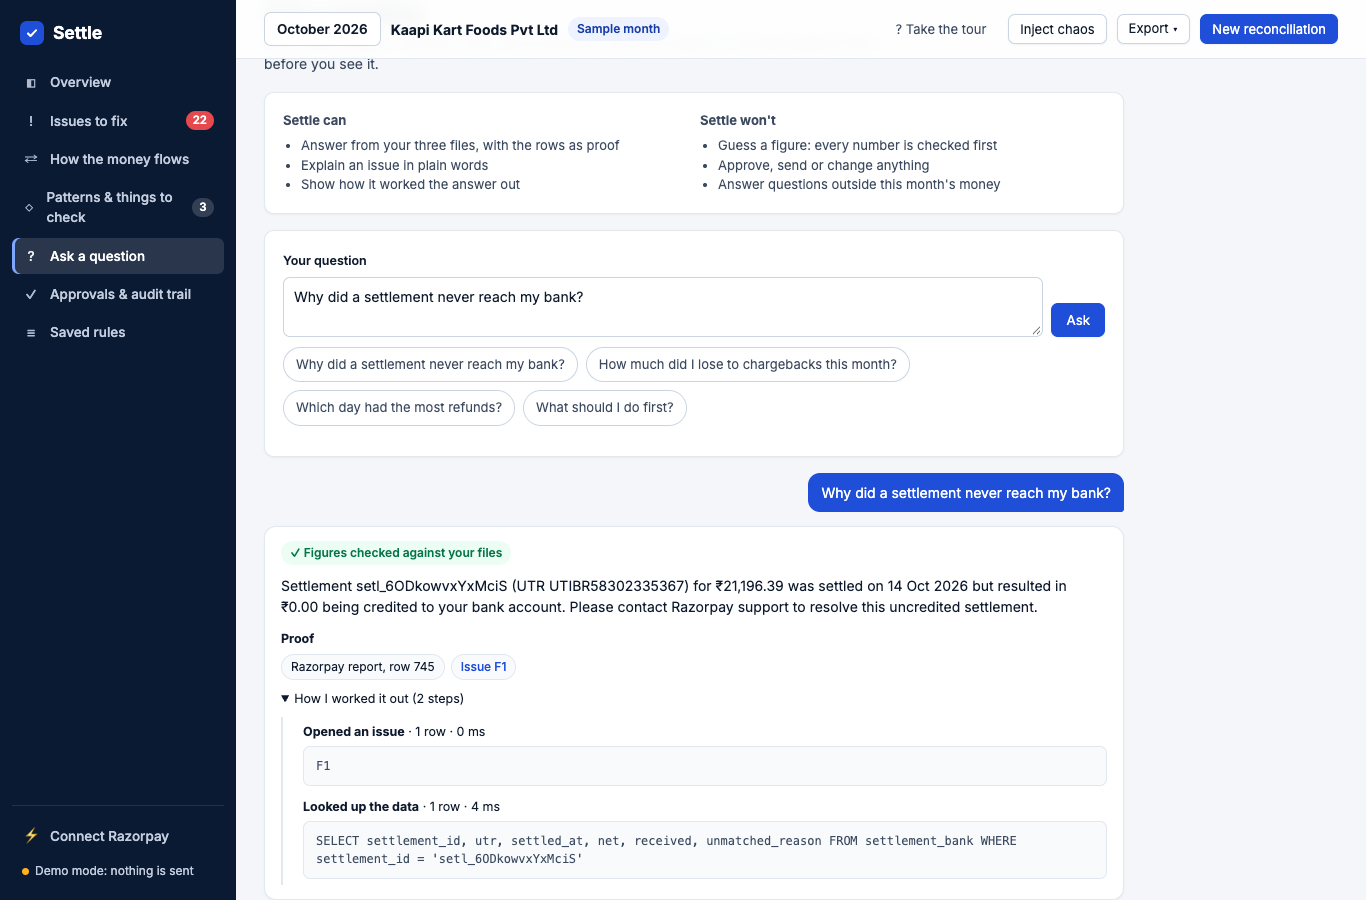 Settle
Overview
! Issues to fix 22
How the money flows
Patterns & things to
check 3
? Ask a question
Approvals & audit trail
Saved rules
Connect Razorpay
Demo mode: nothing is sent
October 2026 Kaapi Kart Foods Pvt Ltd Sample month ? Take the tour Inject chaos Export New reconciliation
before you see it.
Settle can
• Answer from your three files, with the rows as proof
• Explain an issue in plain words
• Show how it worked the answer out
Settle won't
• Guess a figure: every number is checked first
• Approve, send or change anything
• Answer questions outside this month's money
Your question
Why did a settlement never reach my bank?
Ask
Why did a settlement never reach my bank? How much did I lose to chargebacks this month?
Which day had the most refunds? What should I do first?
Why did a settlement never reach my bank?
✓ Figures checked against your files
Settlement setl_6ODkowvxYxMciS (UTR UTIBR58302335367) for ₹21,196.39 was settled on 14 Oct 2026 but resulted in
₹0.00 being credited to your bank account. Please contact Razorpay support to resolve this uncredited settlement.
Proof
Razorpay report, row 745 Issue F1
▼ How I worked it out (2 steps)
Opened an issue · 1 row · 0 ms
F1
Looked up the data · 1 row · 4 ms
SELECT settlement_id, utr, settled_at, net, received, unmatched_reason FROM settlement_bank WHERE
settlement_id = 'setl_6ODkowvxYxMciS'